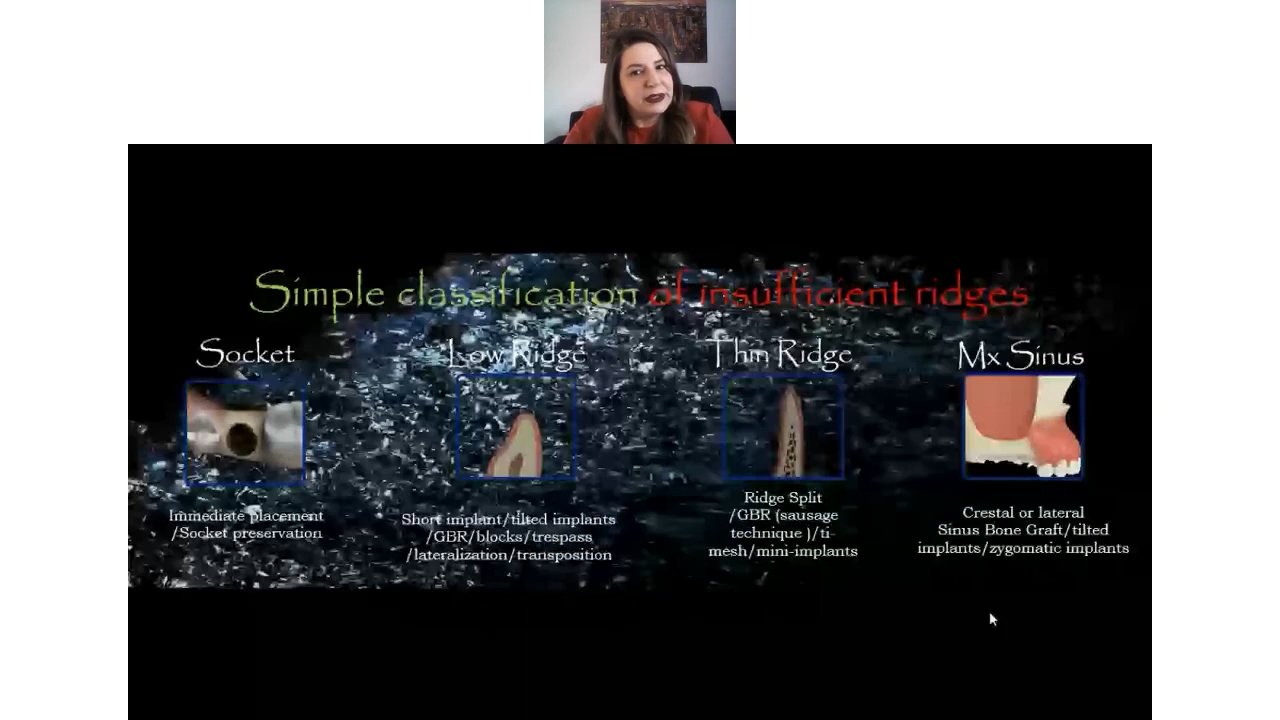 Simple classification of insufficient ridges
Socket
Low Ridge
Thin Ridge
Mx Sinus
Immediate placement
/Socket preservation
Short implant/tilted implants
/GBR/blocks/trespass
/lateralization/transposition
Ridge Split
/GBR (sausage
technique )/ti-
mesh/mini-implants
Crestal or lateral
Sinus Bone Graft/tilted
implants/zygomatic implants